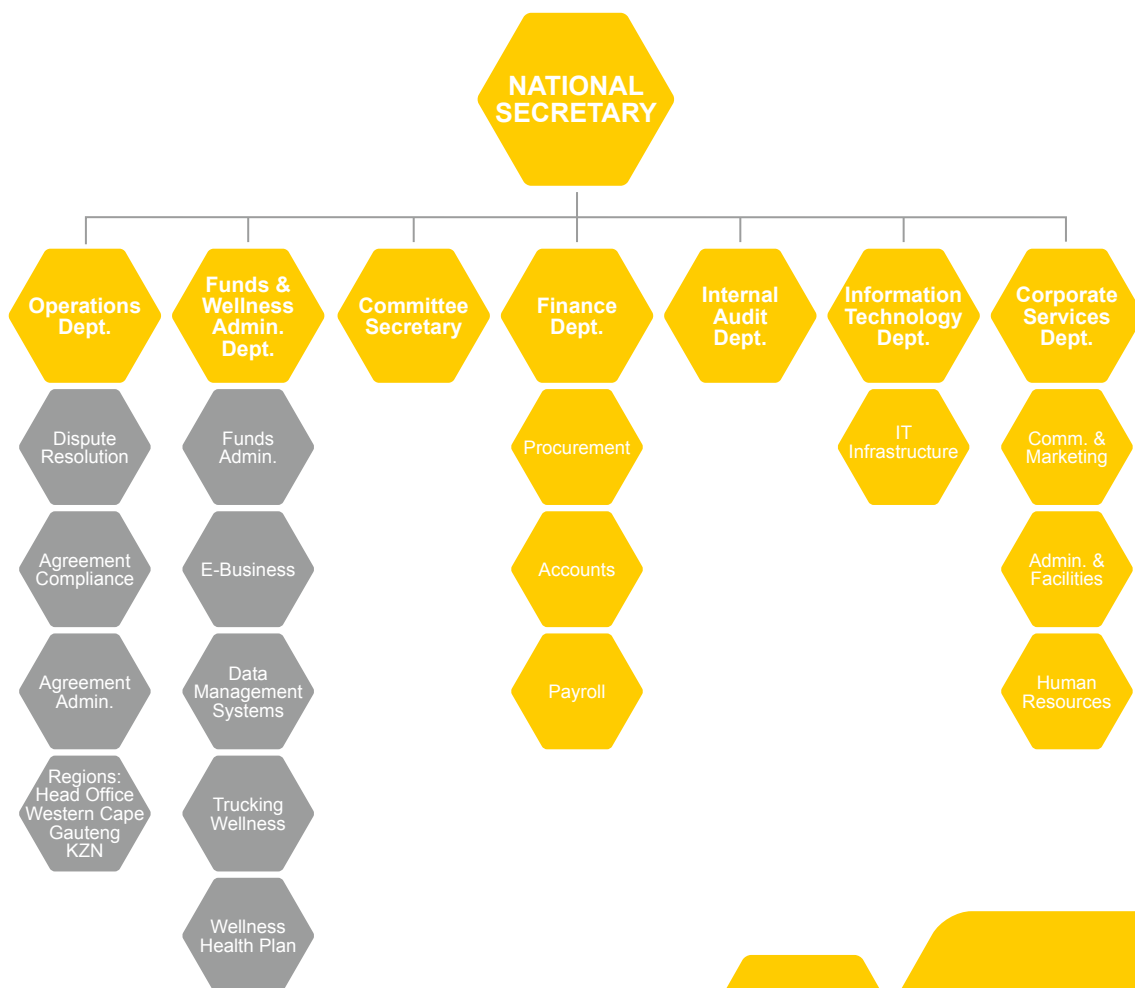 NATIONAL
SECRETARY
Operations
Dept.
Funds &
Wellness
Admin.
Dept.
Committee
Secretary
Finance
Dept.
Internal
Audit
Dept.
Information
Technology
Dept.
Corporate
Services
Dept.
Dispute
Resolution
Funds
Admin.
Procurement
IT
Infrastructure
Comm. &
Marketing
Agreement
Compliance
E-Business
Accounts
Admin. &
Facilities
Agreement
Admin.
Data
Management
Systems
Payroll
Human
Resources
Regions:
Head Office
Western Cape
Gauteng
KZN
Trucking
Wellness
Wellness
Health Plan